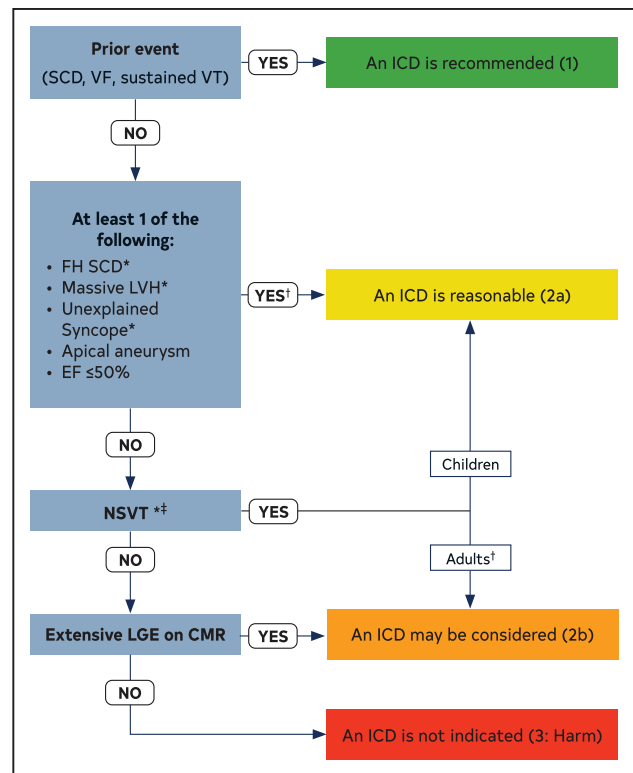 Prior event
(SCD, VF, sustained VT)
YES
An ICD is recommended (1)
NO
At least 1 of the
following:
• FH SCD*
• Massive LVH*
• Unexplained
Syncope*
• Apical aneurysm
• EF ≤50%
YES†
An ICD is reasonable (2a)
NO
Children
NSVT *‡
YES
Adults†
NO
Extensive LGE on CMR
YES
An ICD may be considered (2b)
NO
An ICD is not indicated (3: Harm)